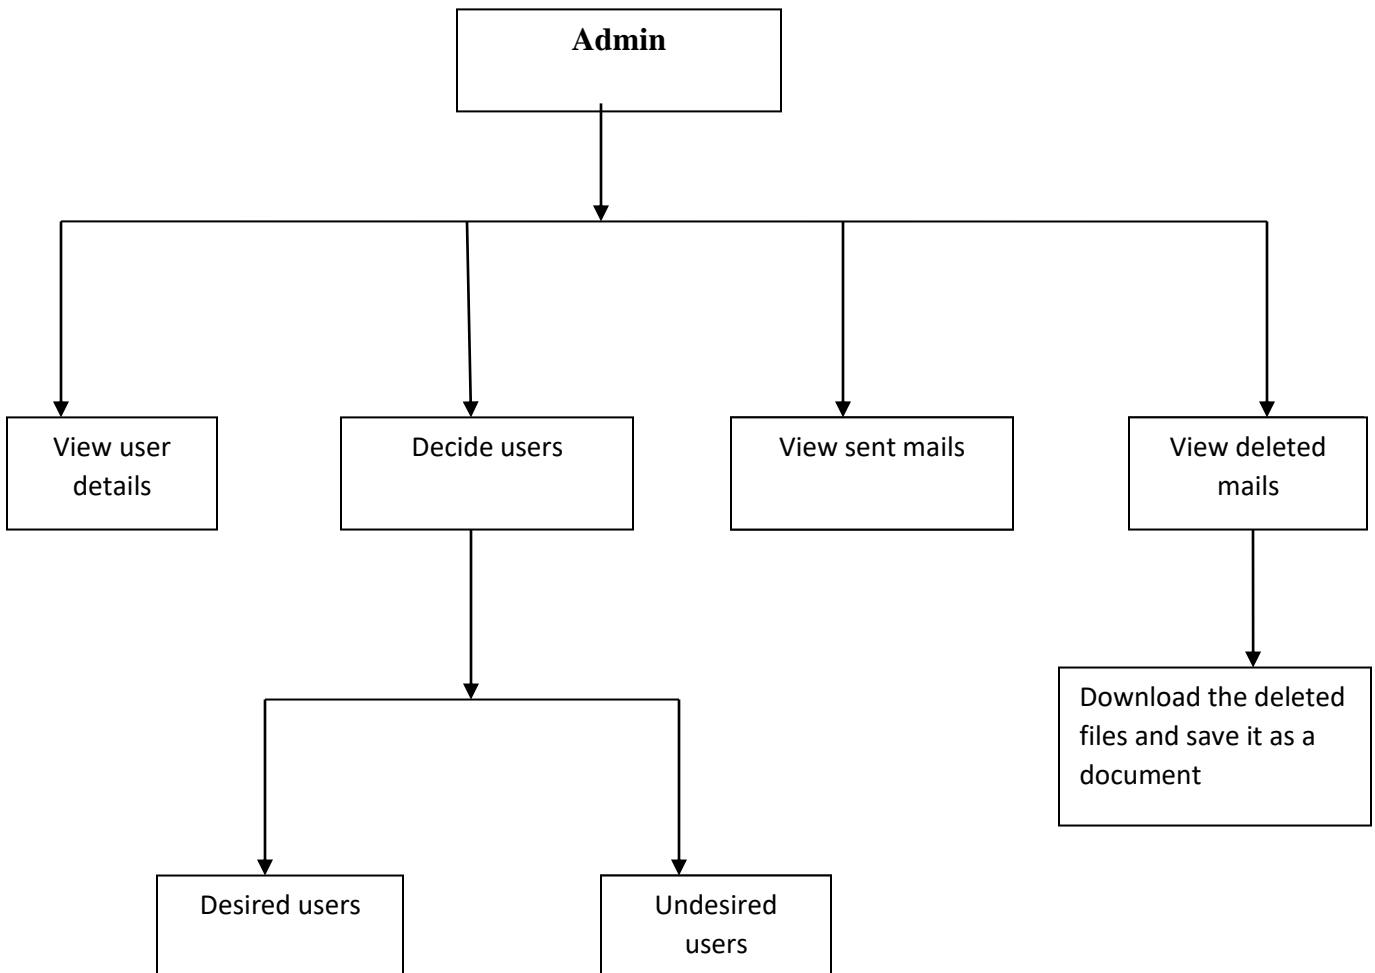 Admin
View user
details
Decide users
View sent mails
View deleted
mails
Download the deleted
files and save it as a
document
Desired users
Undesired
users